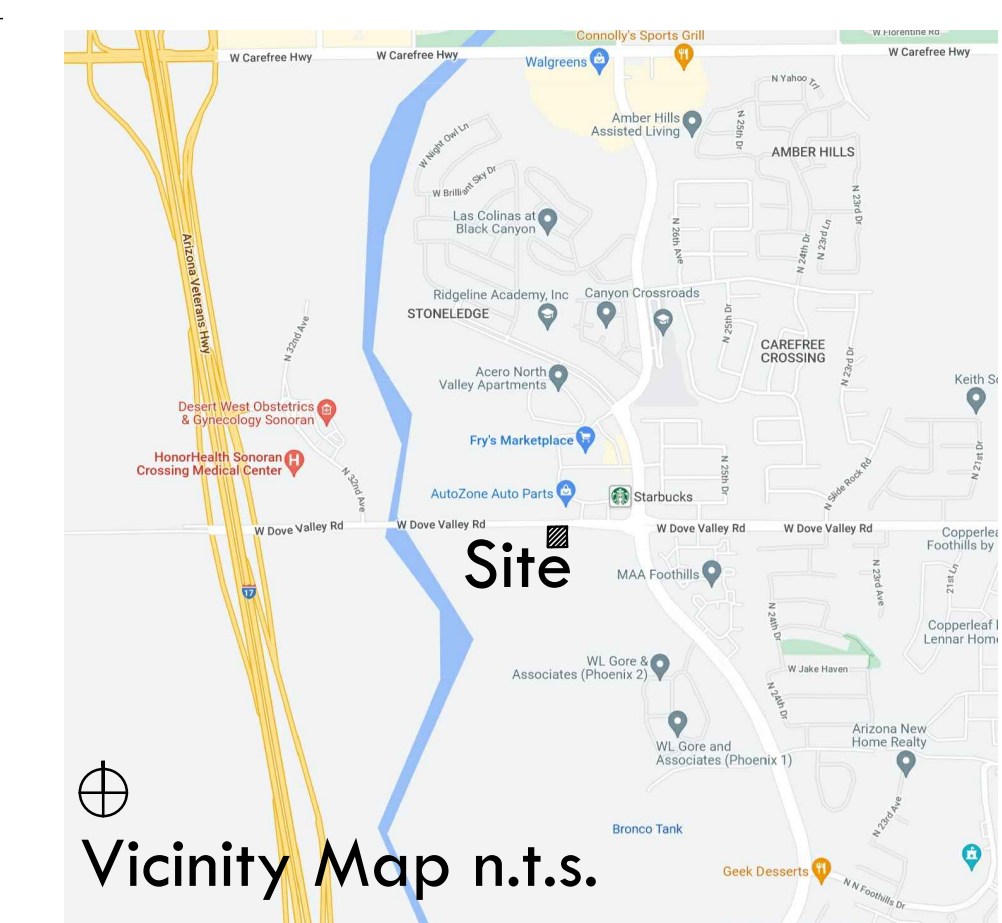 Connolly's Sports Grill
W Florentine Rd
W Carefree Hwy
W Carefree Hwy
W Carefree Hwy
Walgreens
N Yahoo Trl
Amber Hills
Assisted Living
N 25th Dr
AMBER HILLS
W Night Owl Ln
W Brilliant Sky Dr
N 23rd Dr
Las Colinas at
Black Canyon
N 26th Ave
N 24th Dr
N 23rd Ln
Arizona Veterans Hwy
Ridgeline Academy, Inc
Canyon Crossroads
STONELEDGE
N 32nd Ave
N 25th Dr
CAREFREE
CROSSING
N 23rd Dr
Acero North
Valley Apartments
Keith
Desert West Obstetrics
& Gynecology Sonoran
Fry's Marketplace
HonorHealth Sonoran
Crossing Medical Center
H
N 32nd Ave
N 25th Dr
N Slide Rock Rd
N 21st Dr
AutoZone Auto Parts
Starbucks
W Dove Valley Rd
W Dove Valley Rd
W Dove Valley Rd
W Dove Valley Rd
Site
Copperlea
Foothills by
MAA Foothills
N 23rd Ave
21st Ln
17
N 24th Dr
Copperleaf
Lennar Hom
WL Gore &
Associates (Phoenix 2)
W Jake Haven
N 24th Dr
WL Gore and
Associates (Phoenix 1)
Arizona New
Home Realty
N 23rd Ave
Bronco Tank
Vicinity Map n.t.s.
Geek Desserts
N N Foothills Dr